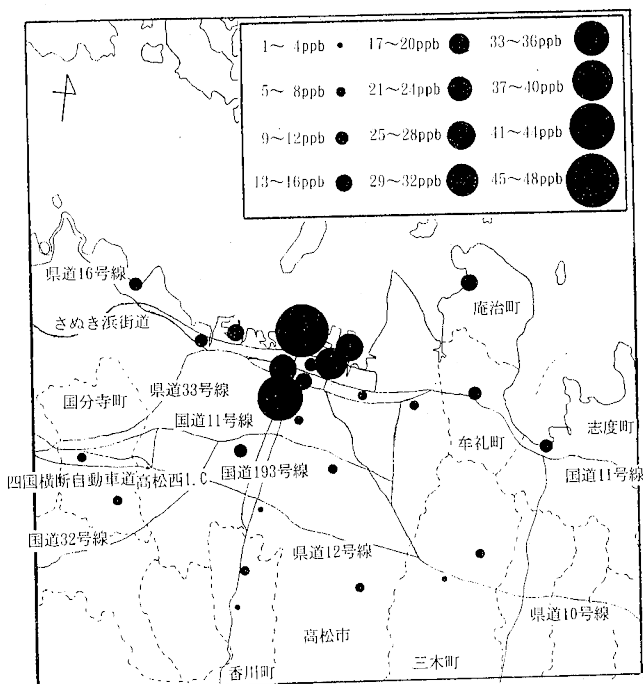 1～ 4ppb 17～20ppb 33～36ppb
5～ 8ppb 21～24ppb 37～40ppb
9～12ppb 25～28ppb 41～44ppb
13～16ppb 29～32ppb 45～48ppb
県道16号線
庵治町
さぬき浜街道
県道33号線
国分寺町
国道11号線
志度町
牟礼町
国道193号線
国道11号線
四国横断自動車道
高松西I.C
国道32号線
県道12号線
県道10号線
高松市
三木町
香川町